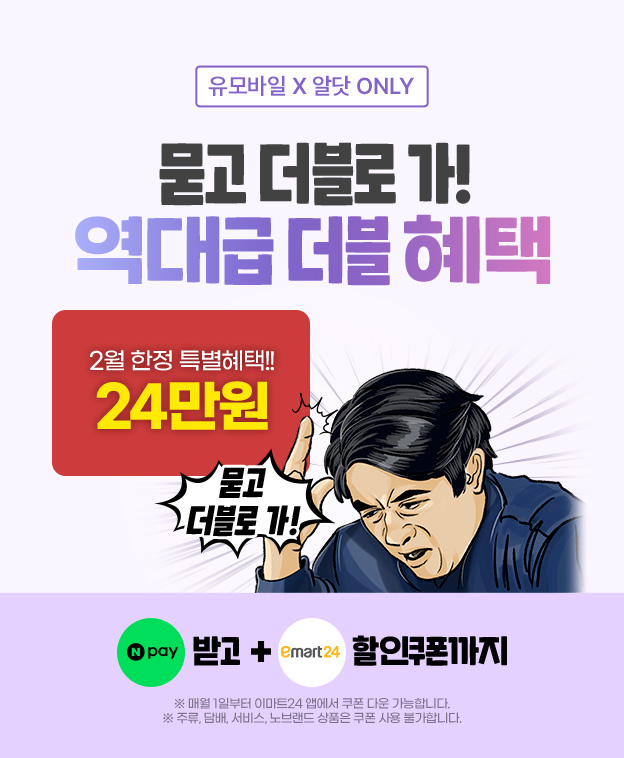 유모바일 X 알닷 ONLY
묻고 더블로 가!
역대급 더블 혜택
2월 한정 특별혜택!!
24만원
묻고
더블로 가!
N pay 받고 + emart24 할인쿠폰까지
※ 매월 1일부터 이마트24 앱에서 쿠폰 다운 가능합니다.
※ 주류, 담배, 서비스, 노브랜드 상품은 쿠폰 사용 불가합니다.